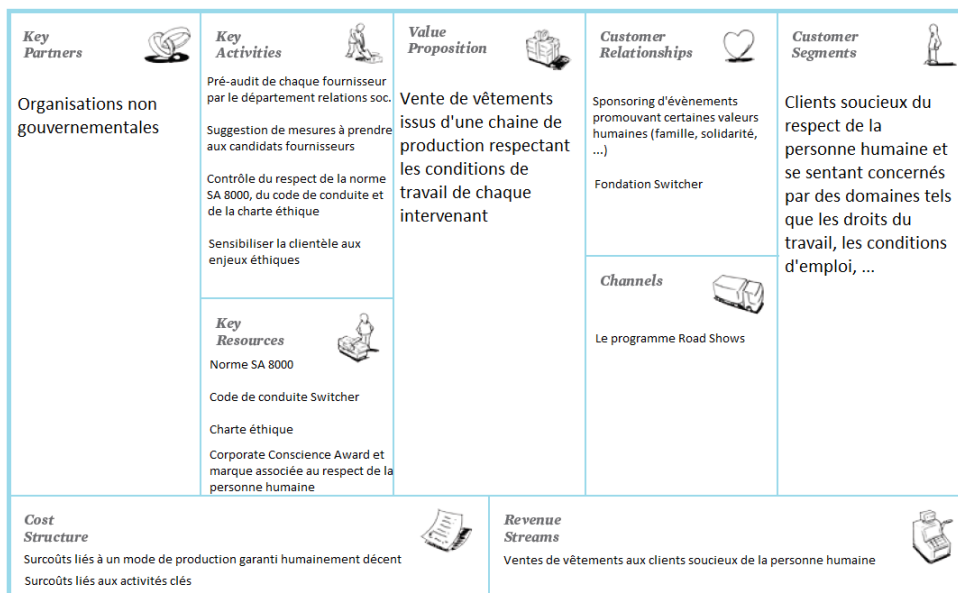 Key
Partners
Organisations non
gouvernementales
Key
Activities
Pré-audit de chaque fournisseur
par le département relations soc.
Suggestion de mesures à prendre
aux candidats fournisseurs
Contrôle du respect de la norme
SA 8000, du code de conduite et
de la charte éthique
Sensibiliser la clientèle aux
enjeux éthiques
Key
Resources
Norme SA 8000
Code de conduite Switcher
Charte éthique
Corporate Conscience Award et
marque associée au respect de la
personne humaine
Value
Proposition
Vente de vêtements
issus d'une chaine de
production respectant
les conditions de
travail de chaque
intervenant
Customer
Relationships
Sponsoring d'évènements
promouvant certaines valeurs
humaines (famille, solidarité,
...)
Fondation Switcher
Channels
Le programme Road Shows
Customer
Segments
Clients soucieux du
respect de la
personne humaine et
se sentant concernés
par des domaines tels
que les droits du
travail, les conditions
d'emploi, ...
Cost
Structure
Surcoûts liés à un mode de production garanti humainement décent
Surcoûts liés aux activités clés
Revenue
Streams
Ventes de vêtements aux clients soucieux de la personne humaine